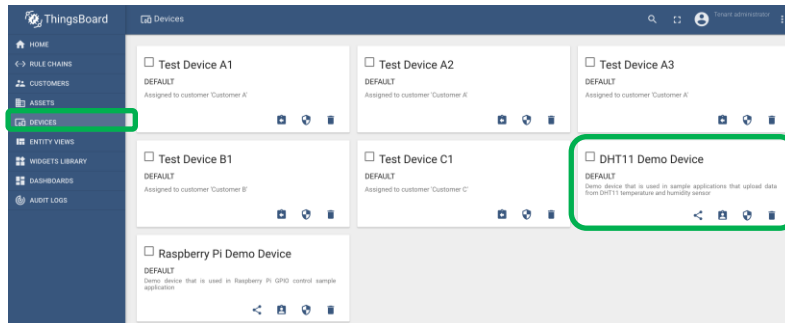 ThingsBoard
Devices
Tenant administrator
HOME
RULE CHAINS
CUSTOMERS
ASSETS
DEVICES
ENTITY VIEWS
WIDGETS LIBRARY
DASHBOARDS
AUDIT LOGS
Test Device A1
DEFAULT
Assigned to customer 'Customer A'
Test Device A2
DEFAULT
Assigned to customer 'Customer A'
Test Device A3
DEFAULT
Assigned to customer 'Customer A'
Test Device B1
DEFAULT
Assigned to customer 'Customer B'
Test Device C1
DEFAULT
Assigned to customer 'Customer C'
DHT11 Demo Device
DEFAULT
Demo device that is used in sample applications that upload data
from DHT11 temperature and humidity sensor
Raspberry Pi Demo Device
DEFAULT
Demo device that is used in Raspberry Pi GPIO control sample
application